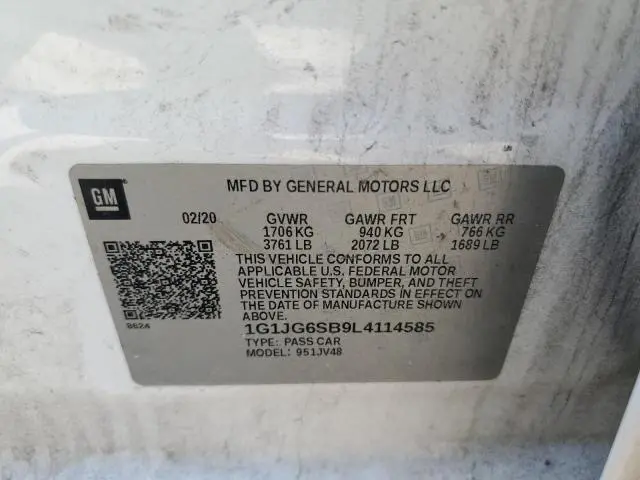 GM
MFD BY GENERAL MOTORS LLC
02/20 GVWR GAWR FRT GAWR RR
1706 KG 940 KG 766 KG
3761 LB 2072 LB 1689 LB
THIS VEHICLE CONFORMS TO ALL
APPLICABLE U.S. FEDERAL MOTOR
VEHICLE SAFETY, BUMPER, AND THEFT
PREVENTION STANDARDS IN EFFECT ON
THE DATE OF MANUFACTURE SHOWN
ABOVE.
8624
1G1JG6SB9L4114585
TYPE: PASS CAR
MODEL: 951JV48